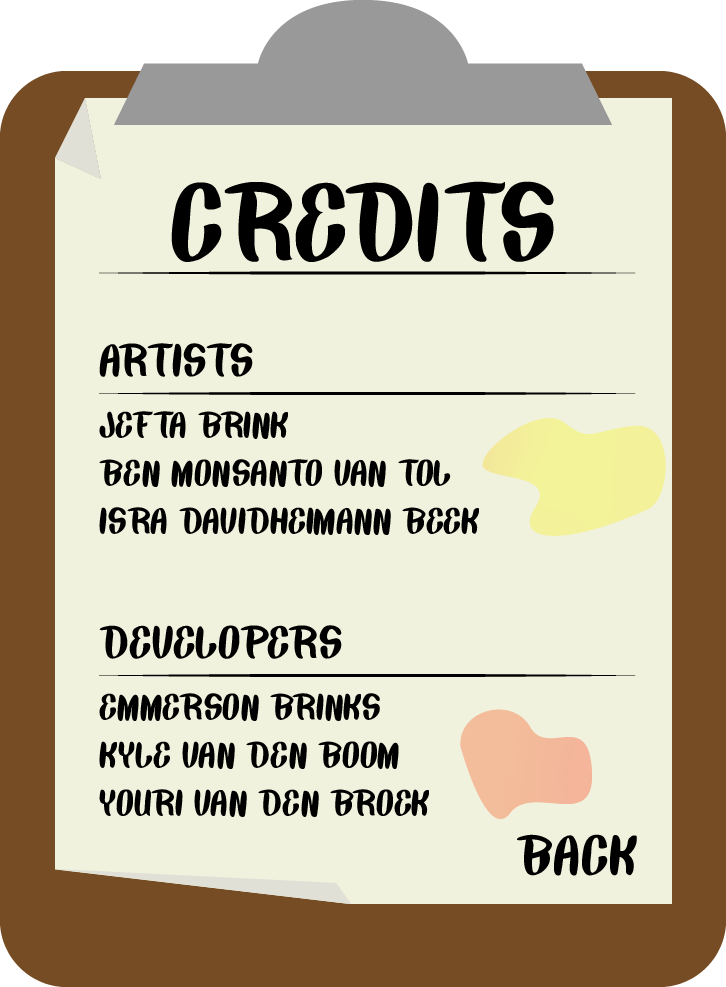 CREDITS
ARTISTS
JEFTA BRINK
BEN MONSANTO VAN TOL
ISRA DAVIDHEIMANN BEEK
DEVELOPERS
EMMERSON BRINKS
KYLE VAN DEN BOOM
YOURI VAN DEN BROEK
BACK